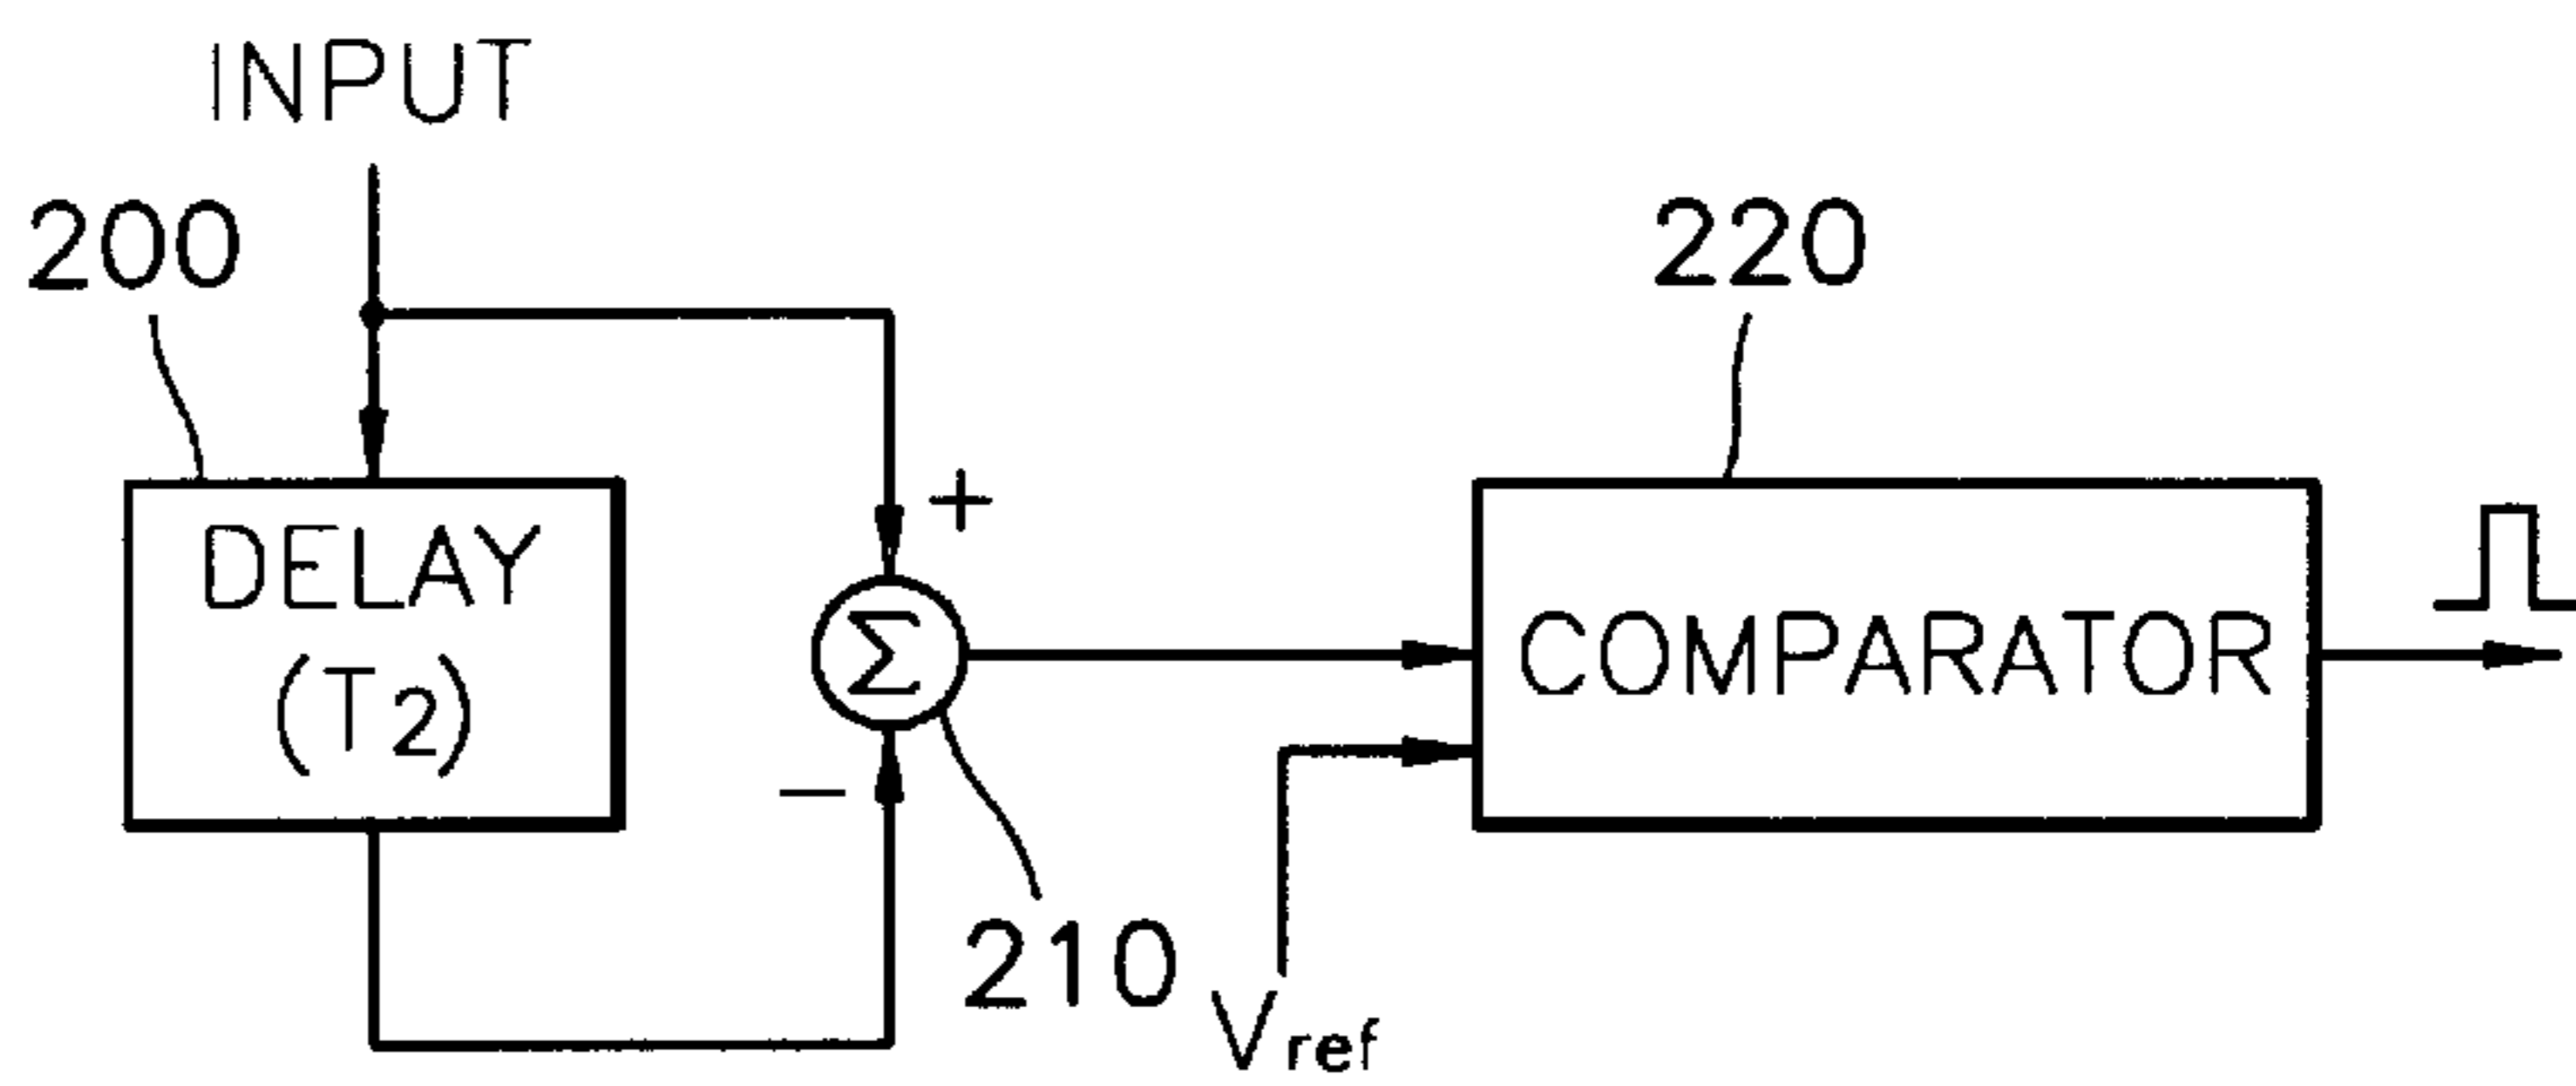 INPUT
200
220
+
DELAY
(T2)
Σ
COMPARATOR
−
210
Vref